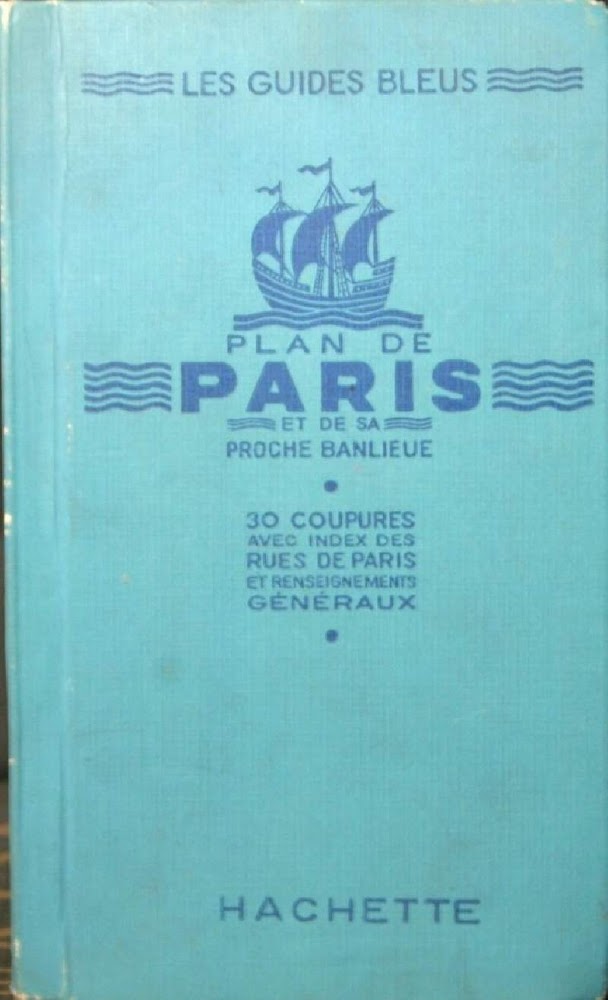 LES GUIDES BLEUS
PLAN DE
PARIS
ET DE SA
PROCHE BANLIEUE
30 COUPURES
AVEC INDEX DES
RUES DE PARIS
ET RENSEIGNEMENTS
GÉNÉRAUX
HACHETTE